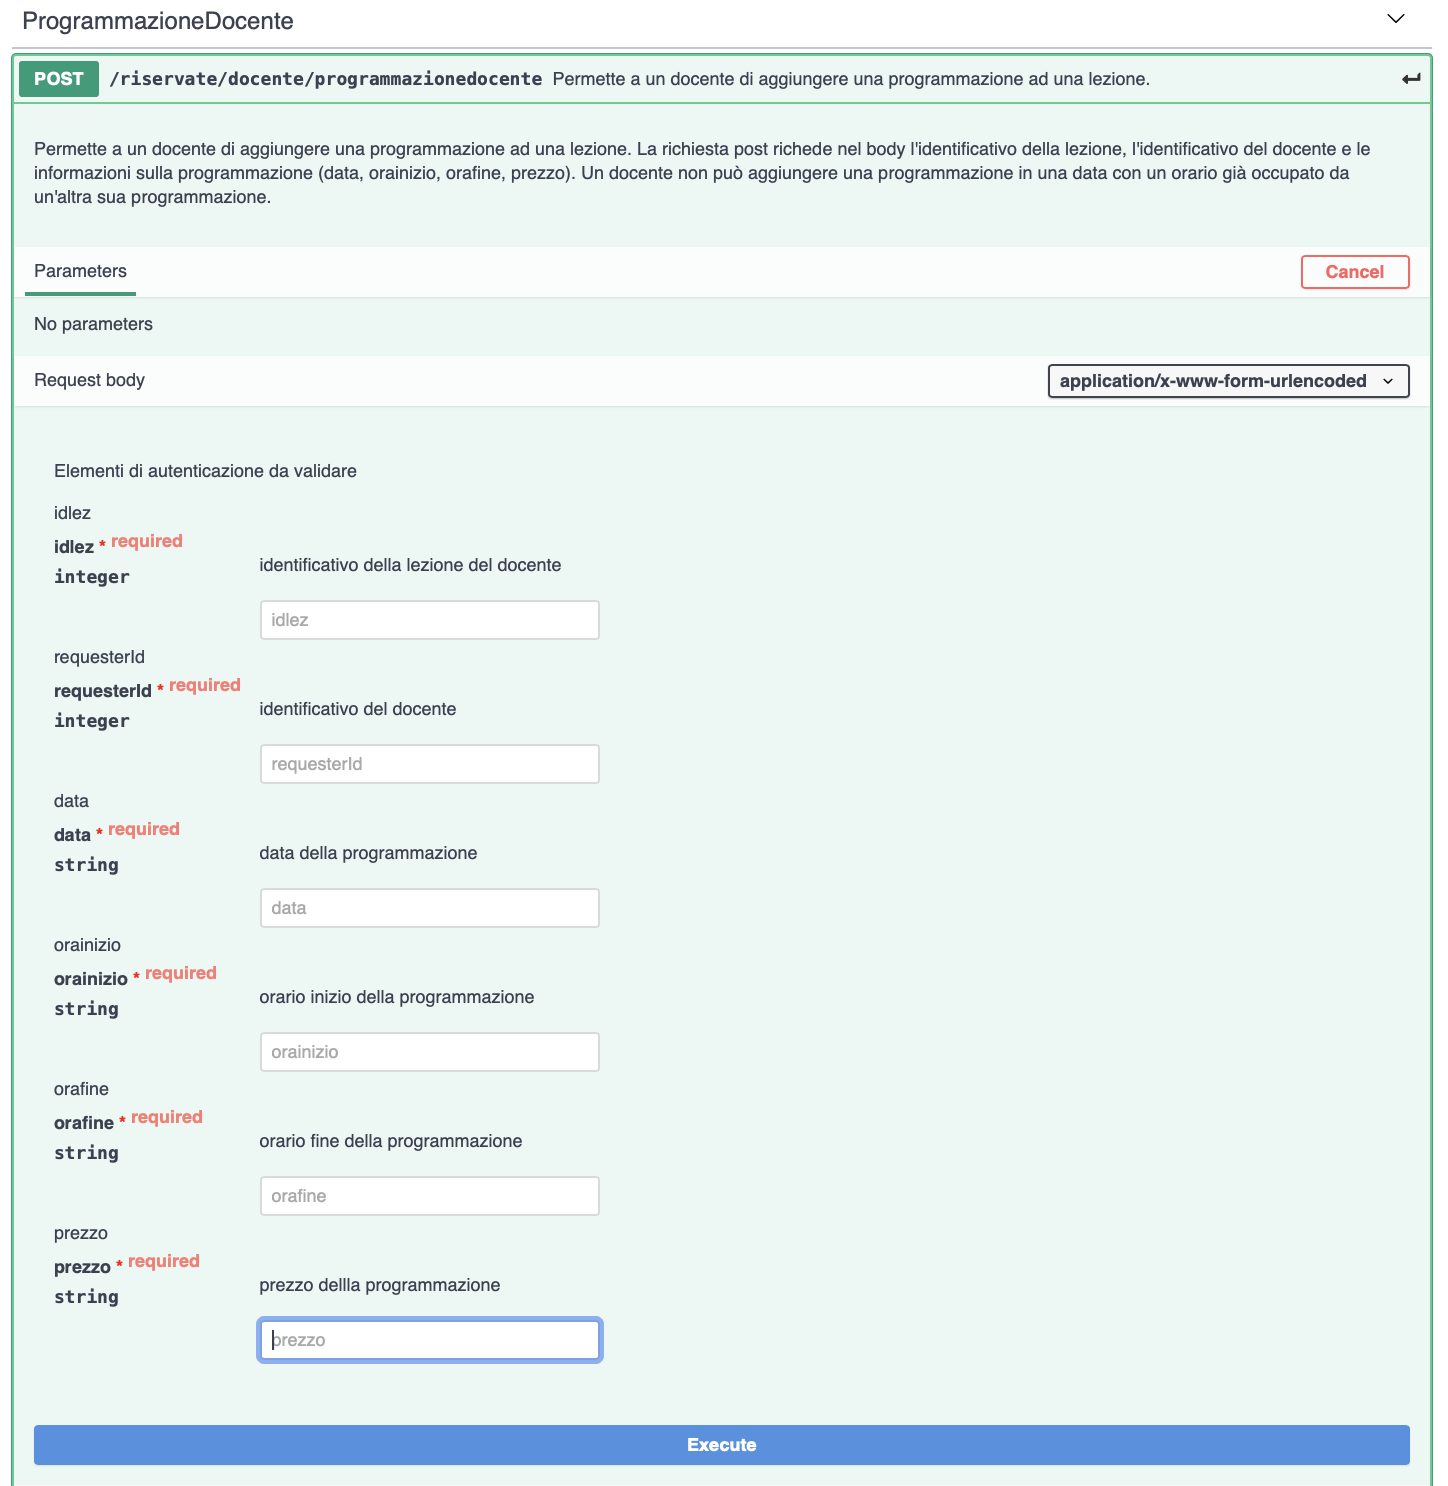 ProgrammazioneDocente
POST /riservate/docente/programmazionedocente Permette a un docente di aggiungere una programmazione ad una lezione.
Permette a un docente di aggiungere una programmazione ad una lezione. La richiesta post richede nel body l'identificativo della lezione, l'identificativo del docente e le
informazioni sulla programmazione (data, orainizio, orafine, prezzo). Un docente non può aggiungere una programmazione in una data con un orario già occupato da
un'altra sua programmazione.
Parameters
Cancel
No parameters
Request body
application/x-www-form-urlencoded
Elementi di autenticazione da validare
idlez
idlez * required
integer
identificativo della lezione del docente
idlez
requesterId
requesterId * required
integer
identificativo del docente
requesterId
data
data * required
string
data della programmazione
data
orainizio
orainizio * required
string
orario inizio della programmazione
orainizio
orafine
orafine * required
string
orario fine della programmazione
orafine
prezzo
prezzo * required
string
prezzo dellla programmazione
prezzo
Execute